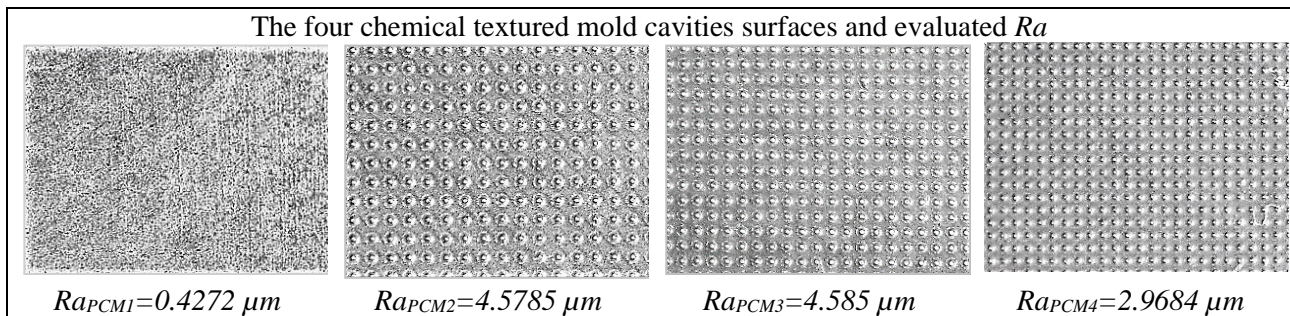 The four chemical textured mold cavities surfaces and evaluated Ra
RaPCM1=0.4272 µm
RaPCM2=4.5785 µm
RaPCM3=4.585 µm
RaPCM4=2.9684 µm